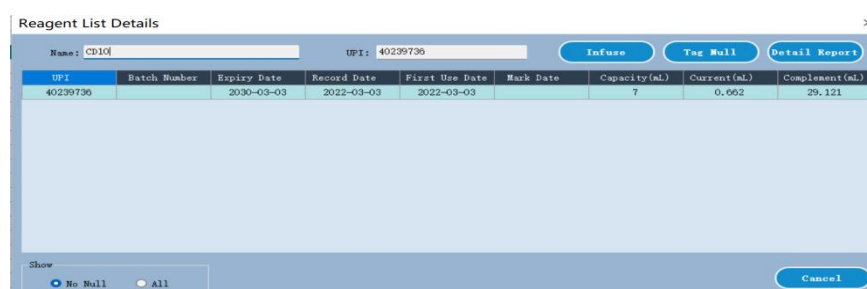 Reagent List Details
Name: CD10 UPI: 40239736 Infuse Tag Null Detail Report
UPI Batch Number Expiry Date Record Date First Use Date Mark Date Capacity(mL) Current(mL) Complement(mL)
40239736 2030-03-03 2022-03-03 2022-03-03 7 0.662 29.121
Show
No Null All Cancel